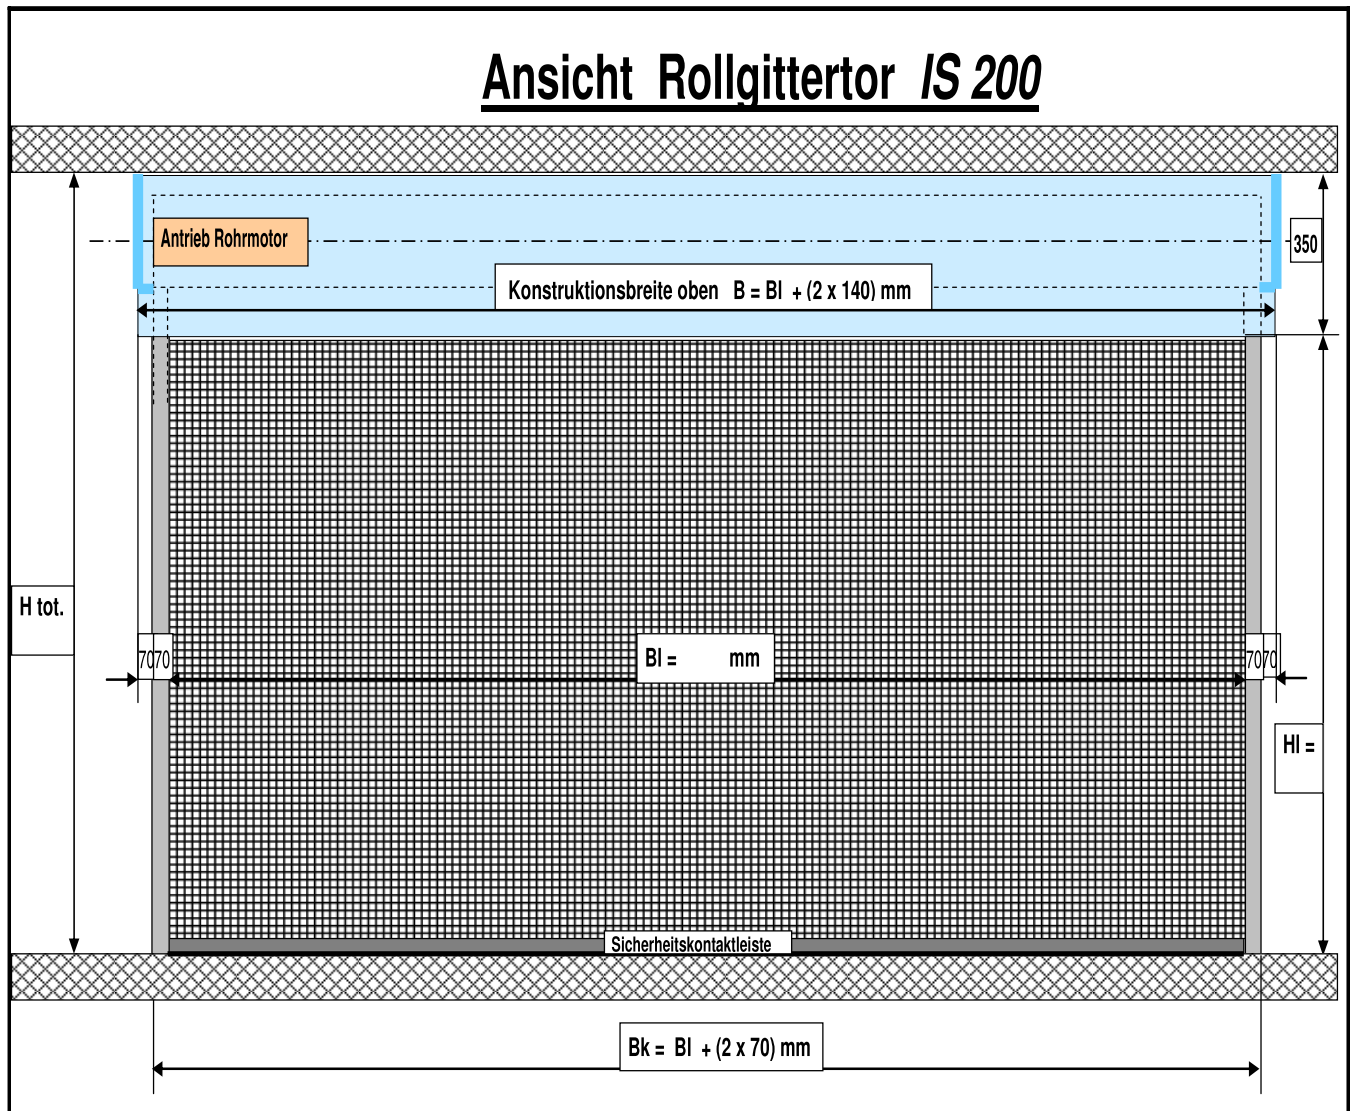 Ansicht Rollgittertor IS 200
Antrieb Rohrmotor
350
Konstruktionsbreite oben B = Bl + (2 x 140) mm
H tot.
70 70
Bl = mm
70 70
Hl =
Sicherheitskontaktleiste
Bk = Bl + (2 x 70) mm